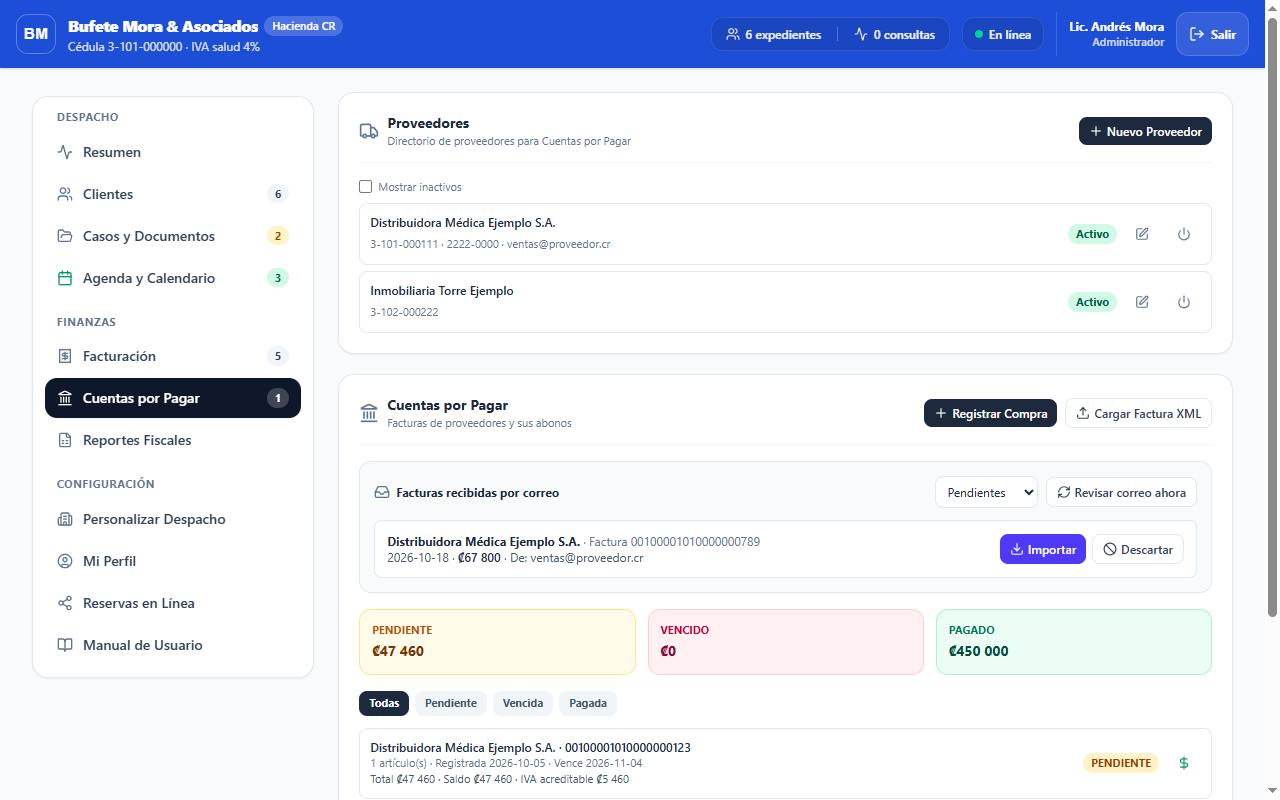 BM
Bufete Mora & Asociados
Hacienda CR
Cédula 3-101-000000 · IVA salud 4%
6 expedientes
0 consultas
En línea
Lic. Andrés Mora
Administrador
Salir
DESPACHO
Resumen
Clientes 6
Casos y Documentos 2
Agenda y Calendario 3
FINANZAS
Facturación 5
Cuentas por Pagar 1
Reportes Fiscales
CONFIGURACIÓN
Personalizar Despacho
Mi Perfil
Reservas en Línea
Manual de Usuario
Proveedores
Directorio de proveedores para Cuentas por Pagar
Nuevo Proveedor
Mostrar inactivos
Distribuidora Médica Ejemplo S.A.
3-101-000111 · 2222-0000 · ventas@proveedor.cr
Activo
Inmobiliaria Torre Ejemplo
3-102-000222
Activo
Cuentas por Pagar
Facturas de proveedores y sus abonos
Registrar Compra
Cargar Factura XML
Facturas recibidas por correo
Pendientes
Revisar correo ahora
Distribuidora Médica Ejemplo S.A. · Factura 00100001010000000789
2026-10-18 · ₡67 800 · De: ventas@proveedor.cr
Importar
Descartar
PENDIENTE
₡47 460
VENCIDO
₡0
PAGADO
₡450 000
Todas
Pendiente
Vencida
Pagada
Distribuidora Médica Ejemplo S.A. · 00100001010000000123
1 artículo(s) · Registrada 2026-10-05 · Vence 2026-11-04
Total ₡47 460 · Saldo ₡47 460 · IVA acreditable ₡5 460
PENDIENTE